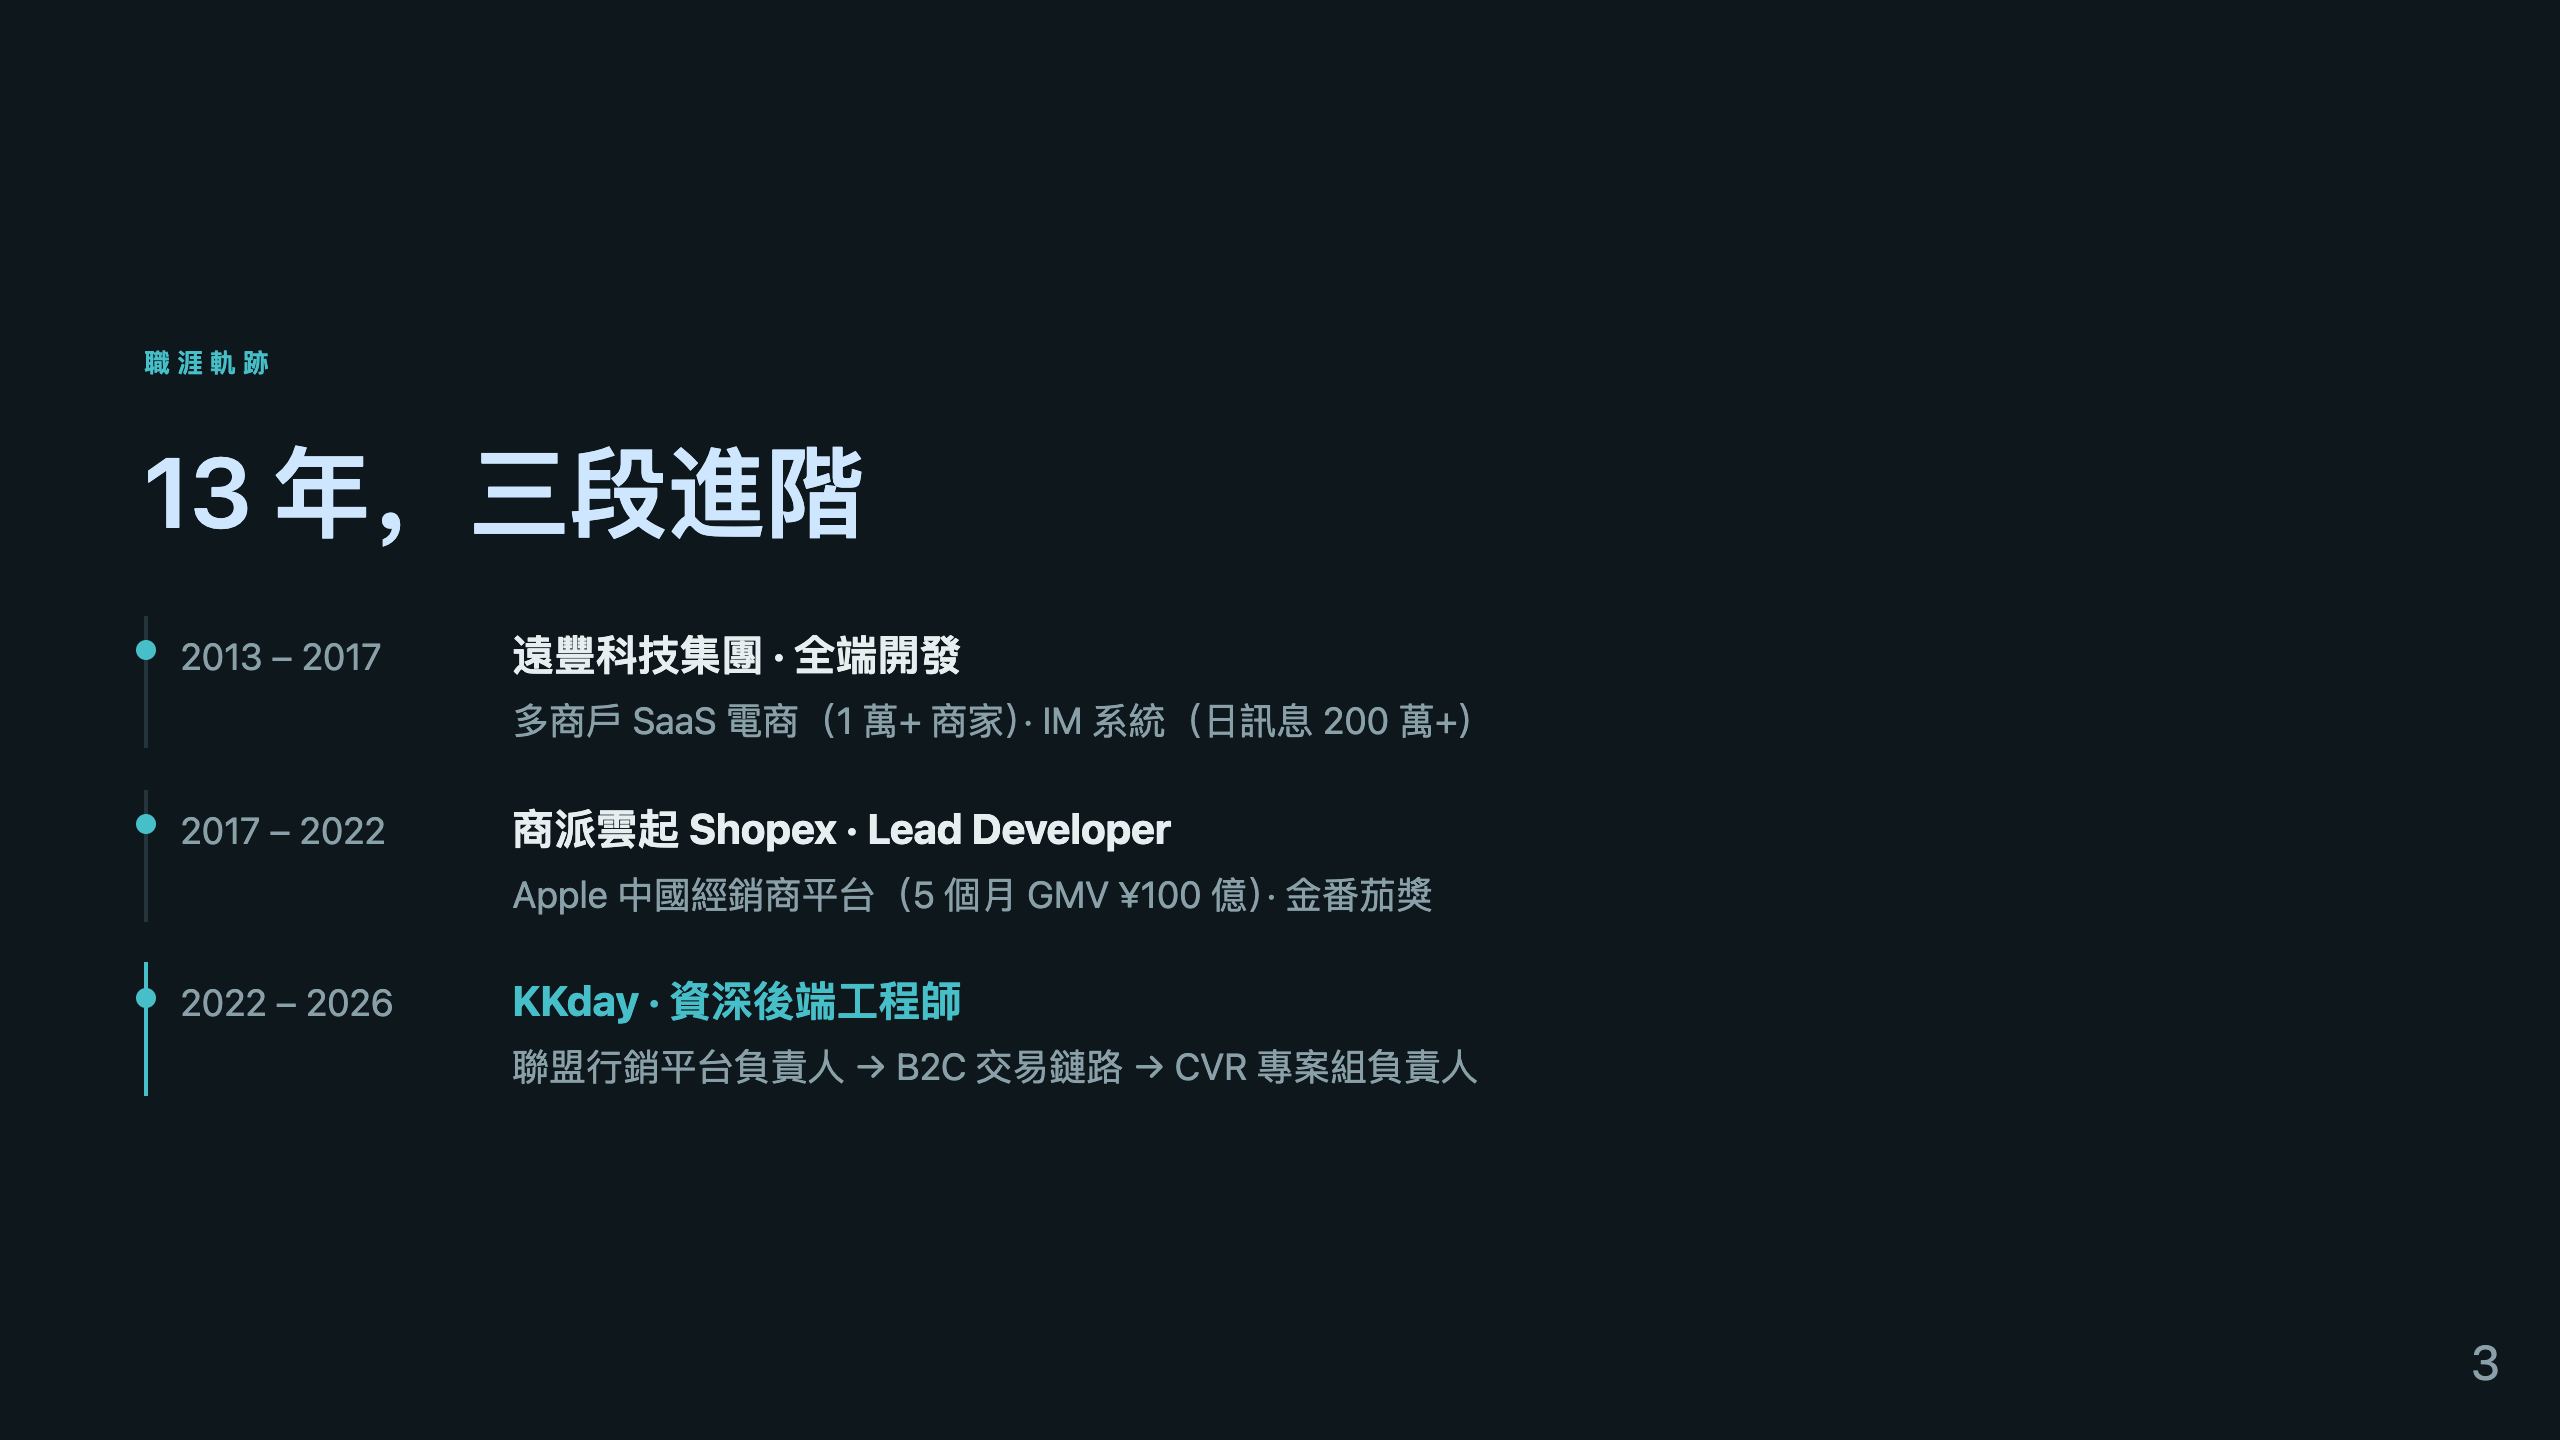 職涯軌跡
13 年，三段進階
2013 – 2017
遠豐科技集團 · 全端開發
多商戶 SaaS 電商（1 萬+ 商家）· IM 系統（日訊息 200 萬+）
2017 – 2022
商派雲起 Shopex · Lead Developer
Apple 中國經銷商平台（5 個月 GMV ¥100 億）· 金番茄獎
2022 – 2026
KKday · 資深後端工程師
聯盟行銷平台負責人 → B2C 交易鏈路 → CVR 專案組負責人
3